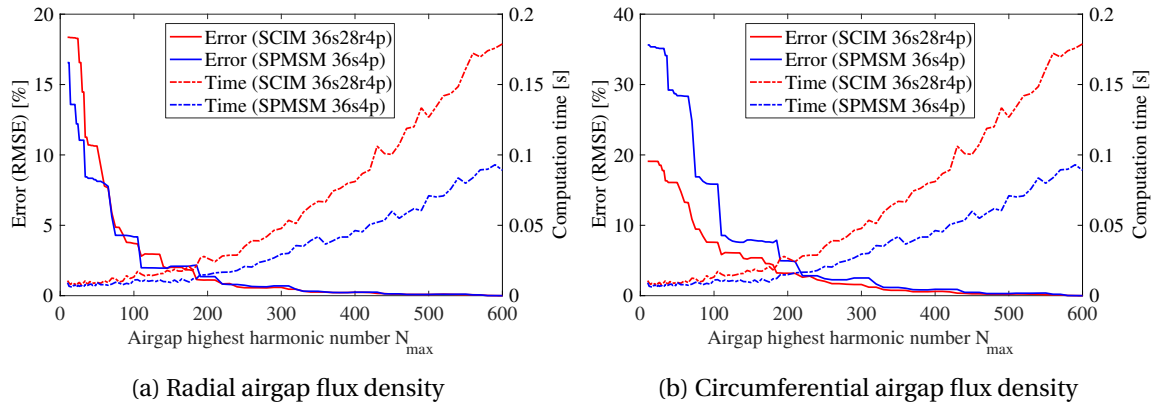 20
15
10
5
0
Error (RMSE) [%]
0.2
0.15
0.1
0.05
0
Computation time [s]
Error (SCIM 36s28r4p)
Error (SPMSM 36s4p)
Time (SCIM 36s28r4p)
Time (SPMSM 36s4p)
0 100 200 300 400 500 600
Airgap highest harmonic number N_max
(a) Radial airgap flux density
40
30
20
10
0
Error (RMSE) [%]
0.2
0.15
0.1
0.05
0
Computation time [s]
Error (SCIM 36s28r4p)
Error (SPMSM 36s4p)
Time (SCIM 36s28r4p)
Time (SPMSM 36s4p)
0 100 200 300 400 500 600
Airgap highest harmonic number N_max
(b) Circumferential airgap flux density